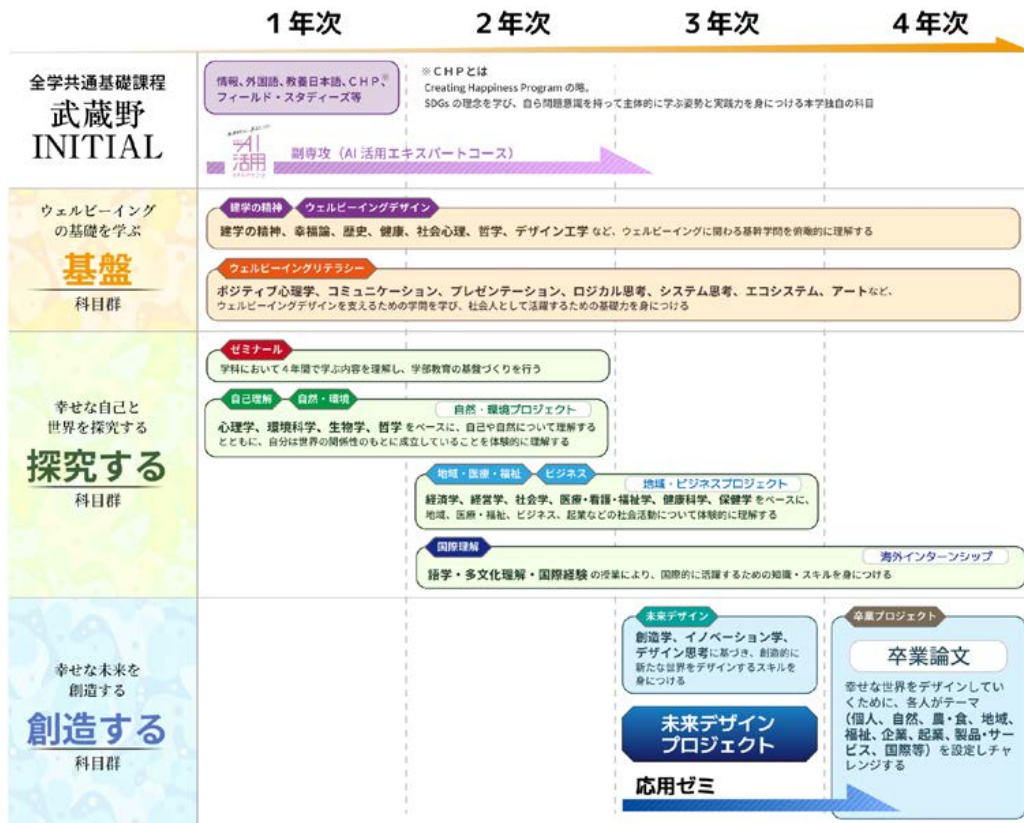 1年次
2年次
3年次
4年次
全学共通基礎課程
武蔵野
INITIAL
情報、外国語、教養日本語、CHP※、
フィールド・スタディーズ等
※CHPとは
Creating Happiness Program の略。
SDGs の理念を学び、自ら問題意識を持って主体的に学ぶ姿勢と実践力を身につける本学独自の科目
AI
活用
副専攻（AI 活用エキスパートコース）
ウェルビーイング
の基礎を学ぶ
基盤
科目群
建学の精神
ウェルビーイングデザイン
建学の精神、幸福論、歴史、健康、社会心理、哲学、デザイン工学 など、ウェルビーイングに関わる基幹学問を俯瞰的に理解する
ウェルビーイングリテラシー
ポジティブ心理学、コミュニケーション、プレゼンテーション、ロジカル思考、システム思考、エコシステム、アートなど、
ウェルビーイングデザインを支えるための学問を学び、社会人として活躍するための基礎力を身につける
幸せな自己と
世界を探究する
探究する
科目群
ゼミナール
学科において4年間で学ぶ内容を理解し、学部教育の基盤づくりを行う
自己理解
自然・環境
自然・環境プロジェクト
心理学、環境科学、生物学、哲学 をベースに、自己や自然について理解する
とともに、自分は世界の関係性のもとに成立していることを体験的に理解する
地域・医療・福祉
ビジネス
地域・ビジネスプロジェクト
経済学、経営学、社会学、医療・看護・福祉学、健康科学、保健学 をベースに、
地域、医療・福祉、ビジネス、起業などの社会活動について体験的に理解する
国際理解
海外インターンシップ
語学・多文化理解・国際経験 の授業により、国際的に活躍するための知識・スキルを身につける
幸せな未来を
創造する
創造する
科目群
未来デザイン
創造学、イノベーション学、
デザイン思考に基づき、創造的に
新たな世界をデザインするスキルを
身につける
未来デザイン
プロジェクト
応用ゼミ
卒業プロジェクト
卒業論文
幸せな世界をデザインしてい
くために、各人がテーマ
（個人、自然、農・食、地域、
福祉、企業、起業、製品・サー
ビス、国際等）を設定しチャ
レンジする